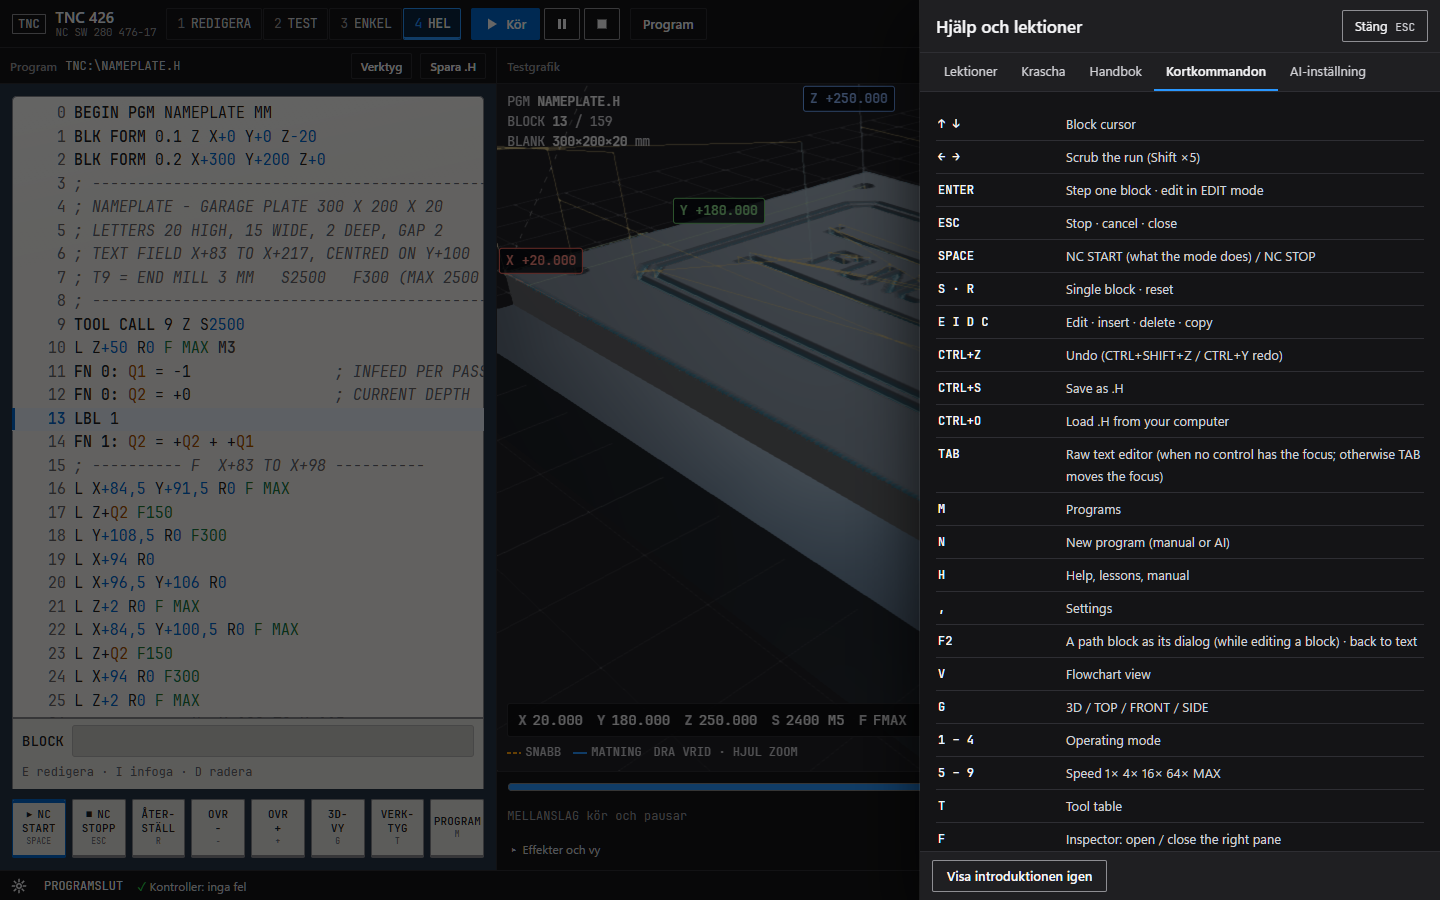 TNC
TNC 426
NC SW 280 476-17
1 REDIGERA
2 TEST
3 ENKEL
4 HEL
Kör
Program
Program TNC:\NAMEPLATE.H
Verktyg
Spara .H
0 BEGIN PGM NAMEPLATE MM
1 BLK FORM 0.1 Z X+0 Y+0 Z-20
2 BLK FORM 0.2 X+300 Y+200 Z+0
3 ; --------------------------------------------
4 ; NAMEPLATE - GARAGE PLATE 300 X 200 X 20
5 ; LETTERS 20 HIGH, 15 WIDE, 2 DEEP, GAP 2
6 ; TEXT FIELD X+83 TO X+217, CENTRED ON Y+100
7 ; T9 = END MILL 3 MM   S2500   F300 (MAX 2500
8 ; --------------------------------------------
9 TOOL CALL 9 Z S2500
10 L Z+50 R0 F MAX M3
11 FN 0: Q1 = -1 ; INFEED PER PASS
12 FN 0: Q2 = +0 ; CURRENT DEPTH
13 LBL 1
14 FN 1: Q2 = +Q2 + +Q1
15 ; ---------- F  X+83 TO X+98 ----------
16 L X+84,5 Y+91,5 R0 F MAX
17 L Z+Q2 F150
18 L Y+108,5 F300
19 L X+94 R0
20 L X+96,5 Y+106 R0
21 L Z+2 R0 F MAX
22 L X+84,5 Y+100,5 R0 F MAX
23 L Z+Q2 F150
24 L X+94 R0 F300
25 L Z+2 R0 F MAX
BLOCK
E redigera · I infoga · D radera
▶ NC START SPACE
■ NC STOPP ESC
ÅTER-STÄLL R
OVR - -
OVR + +
3D-VY G
VERK-TYG T
PROGRAM M
PROGRAMSLUT
✓ Kontroller: inga fel
Testgrafik
PGM NAMEPLATE.H
BLOCK 13 / 159
BLANK 300×200×20 mm
Z +250.000
Y +180.000
X +20.000
X 20.000 Y 180.000 Z 250.000 S 2400 M5 F FMAX
SNABB MATNING DRA VRID · HJUL ZOOM
MELLANSLAG kör och pausar
▸ Effekter och vy
Hjälp och lektioner
Stäng ESC
Lektioner
Krascha
Handbok
Kortkommandon
AI-inställning
↑ ↓ Block cursor
← → Scrub the run (Shift ×5)
ENTER Step one block · edit in EDIT mode
ESC Stop · cancel · close
SPACE NC START (what the mode does) / NC STOP
S · R Single block · reset
E I D C Edit · insert · delete · copy
CTRL+Z Undo (CTRL+SHIFT+Z / CTRL+Y redo)
CTRL+S Save as .H
CTRL+O Load .H from your computer
TAB Raw text editor (when no control has the focus; otherwise TAB
moves the focus)
M Programs
N New program (manual or AI)
H Help, lessons, manual
, Settings
F2 A path block as its dialog (while editing a block) · back to text
V Flowchart view
G 3D / TOP / FRONT / SIDE
1 – 4 Operating mode
5 – 9 Speed 1× 4× 16× 64× MAX
T Tool table
F Inspector: open / close the right pane
Visa introduktionen igen